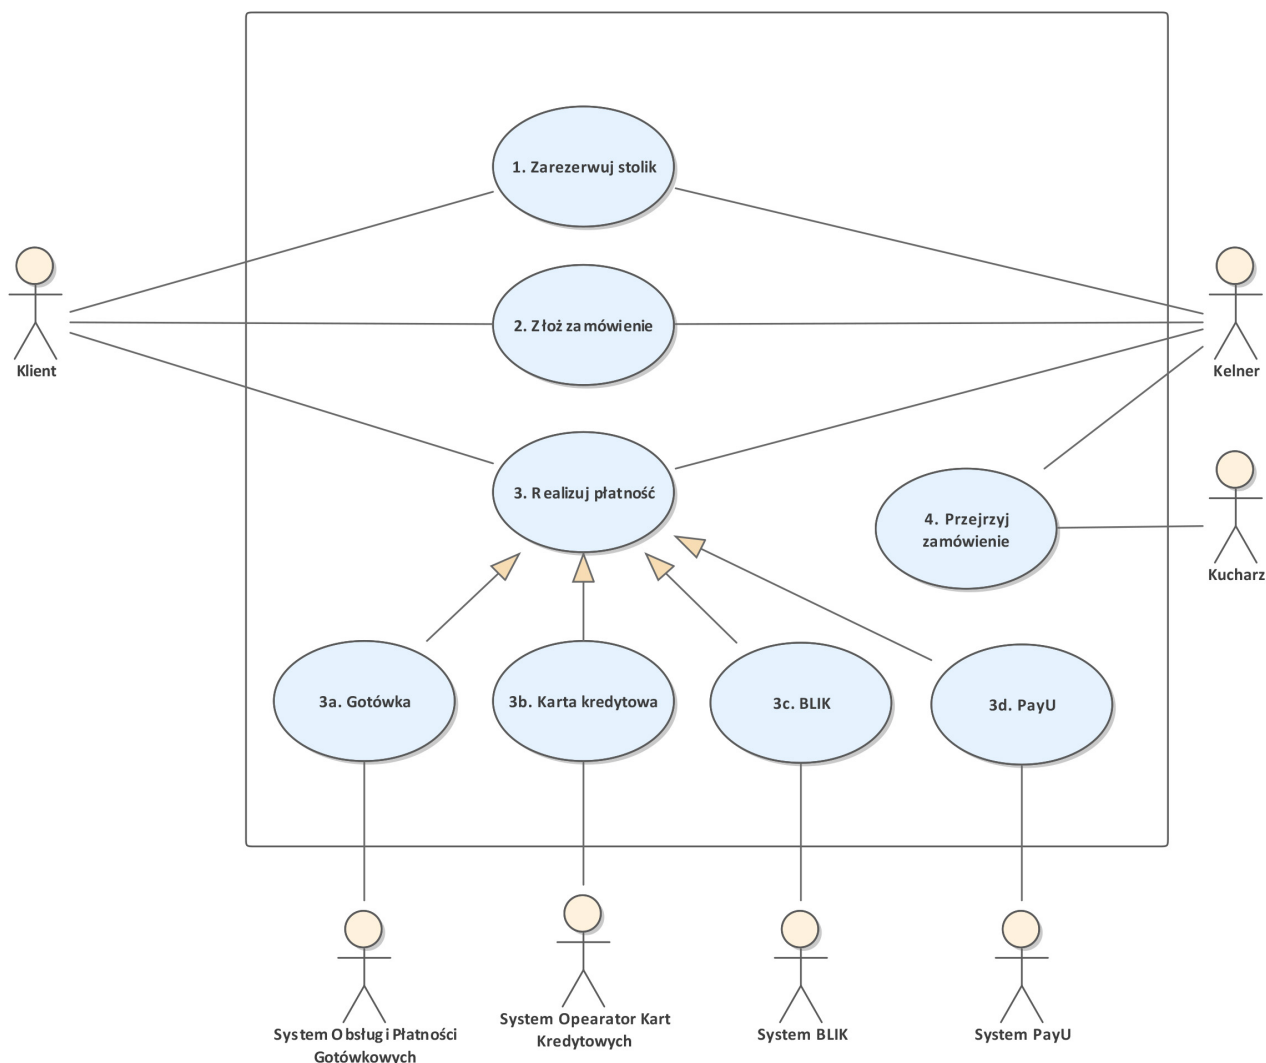 1. Zarezerwuj stolik
2. Złoż zamówienie
Klient
Kelner
3. Realizuj płatność
4. Przejrzyj
zamówienie
Kucharz
3a. Gotówka
3b. Karta kredytowa
3c. BLIK
3d. PayU
System Obsługi Płatności
Gotówkowych
System Opearator Kart
Kredytowych
System BLIK
System PayU